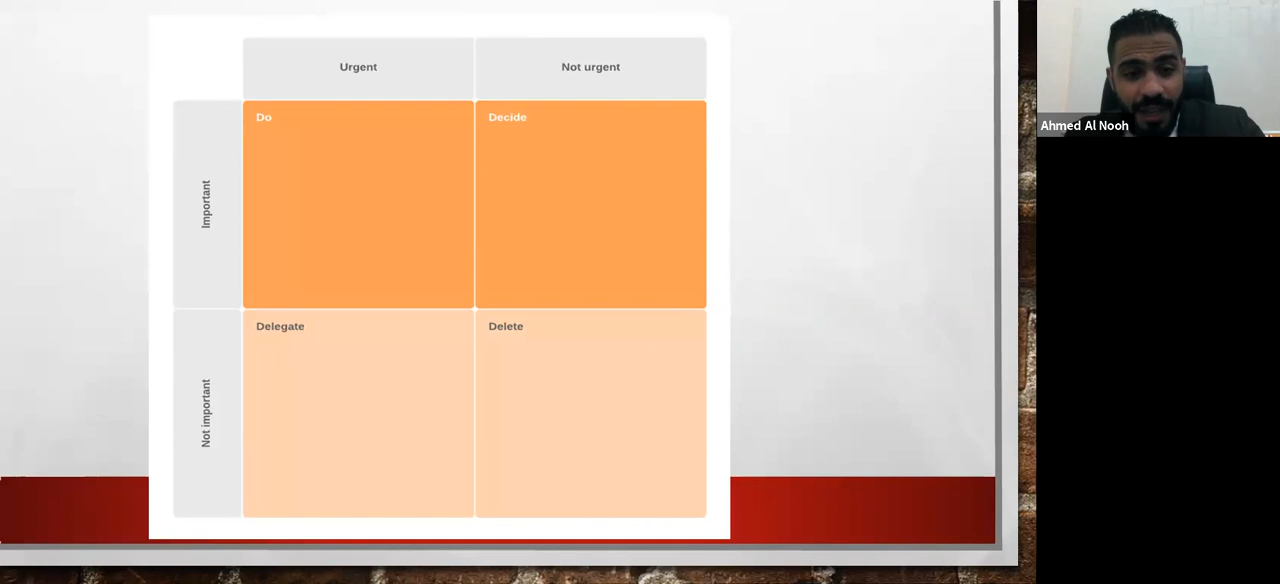 Urgent
Not urgent
Important
Do
Decide
Not important
Delegate
Delete
Ahmed Al Nooh